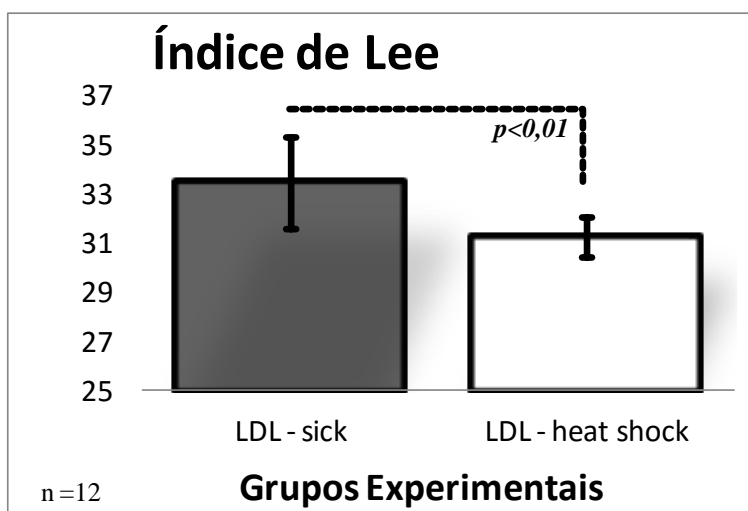 Índice de Lee
37
35
33
31
29
27
25
p<0,01
LDL - sick
LDL - heat shock
n =12
Grupos Experimentais